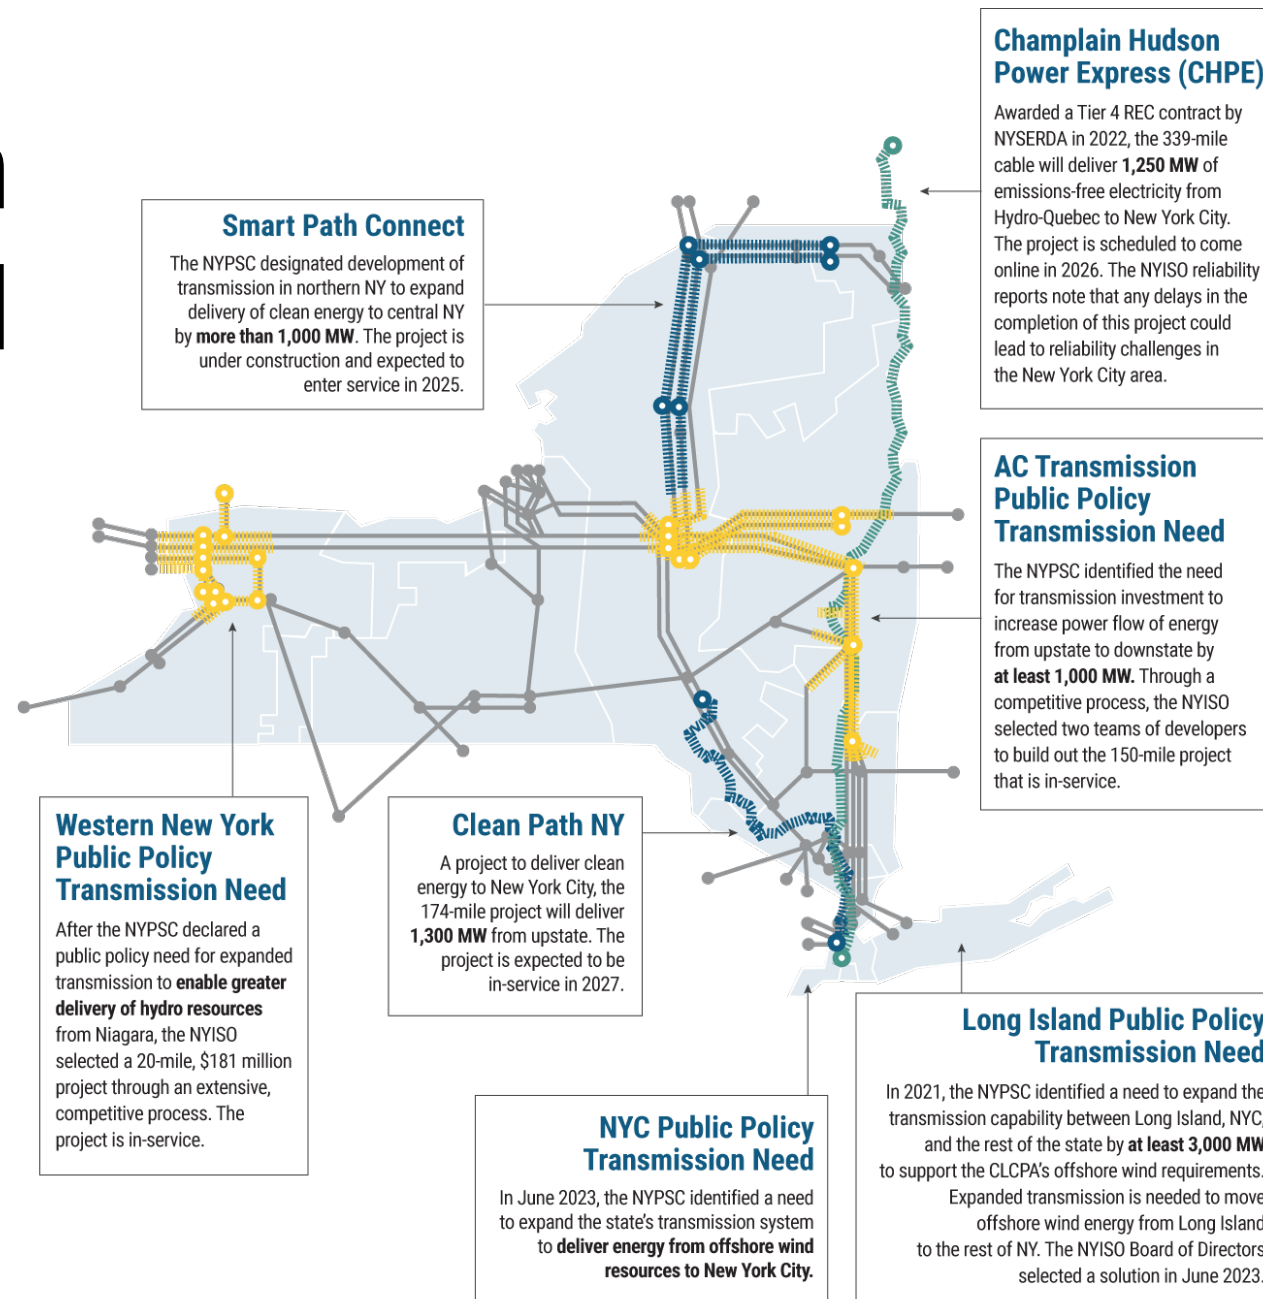 Champlain Hudson
Power Express (CHPE)
Awarded a Tier 4 REC contract by
NYSERDA in 2022, the 339-mile
cable will deliver 1,250 MW of
emissions-free electricity from
Hydro-Quebec to New York City.
The project is scheduled to come
online in 2026. The NYISO reliability
reports note that any delays in the
completion of this project could
lead to reliability challenges in
the New York City area.
Smart Path Connect
The NYPSC designated development of
transmission in northern NY to expand
delivery of clean energy to central NY
by more than 1,000 MW. The project is
under construction and expected to
enter service in 2025.
AC Transmission
Public Policy
Transmission Need
The NYPSC identified the need
for transmission investment to
increase power flow of energy
from upstate to downstate by
at least 1,000 MW. Through a
competitive process, the NYISO
selected two teams of developers
to build out the 150-mile project
that is in-service.
Western New York
Public Policy
Transmission Need
After the NYPSC declared a
public policy need for expanded
transmission to enable greater
delivery of hydro resources
from Niagara, the NYISO
selected a 20-mile, $181 million
project through an extensive,
competitive process. The
project is in-service.
Clean Path NY
A project to deliver clean
energy to New York City, the
174-mile project will deliver
1,300 MW from upstate. The
project is expected to be
in-service in 2027.
NYC Public Policy
Transmission Need
In June 2023, the NYPSC identified a need
to expand the state's transmission system
to deliver energy from offshore wind
resources to New York City.
Long Island Public Policy
Transmission Need
In 2021, the NYPSC identified a need to expand the
transmission capability between Long Island, NYC,
and the rest of the state by at least 3,000 MW
to support the CLCPA's offshore wind requirements.
Expanded transmission is needed to move
offshore wind energy from Long Island
to the rest of NY. The NYISO Board of Directors
selected a solution in June 2023.